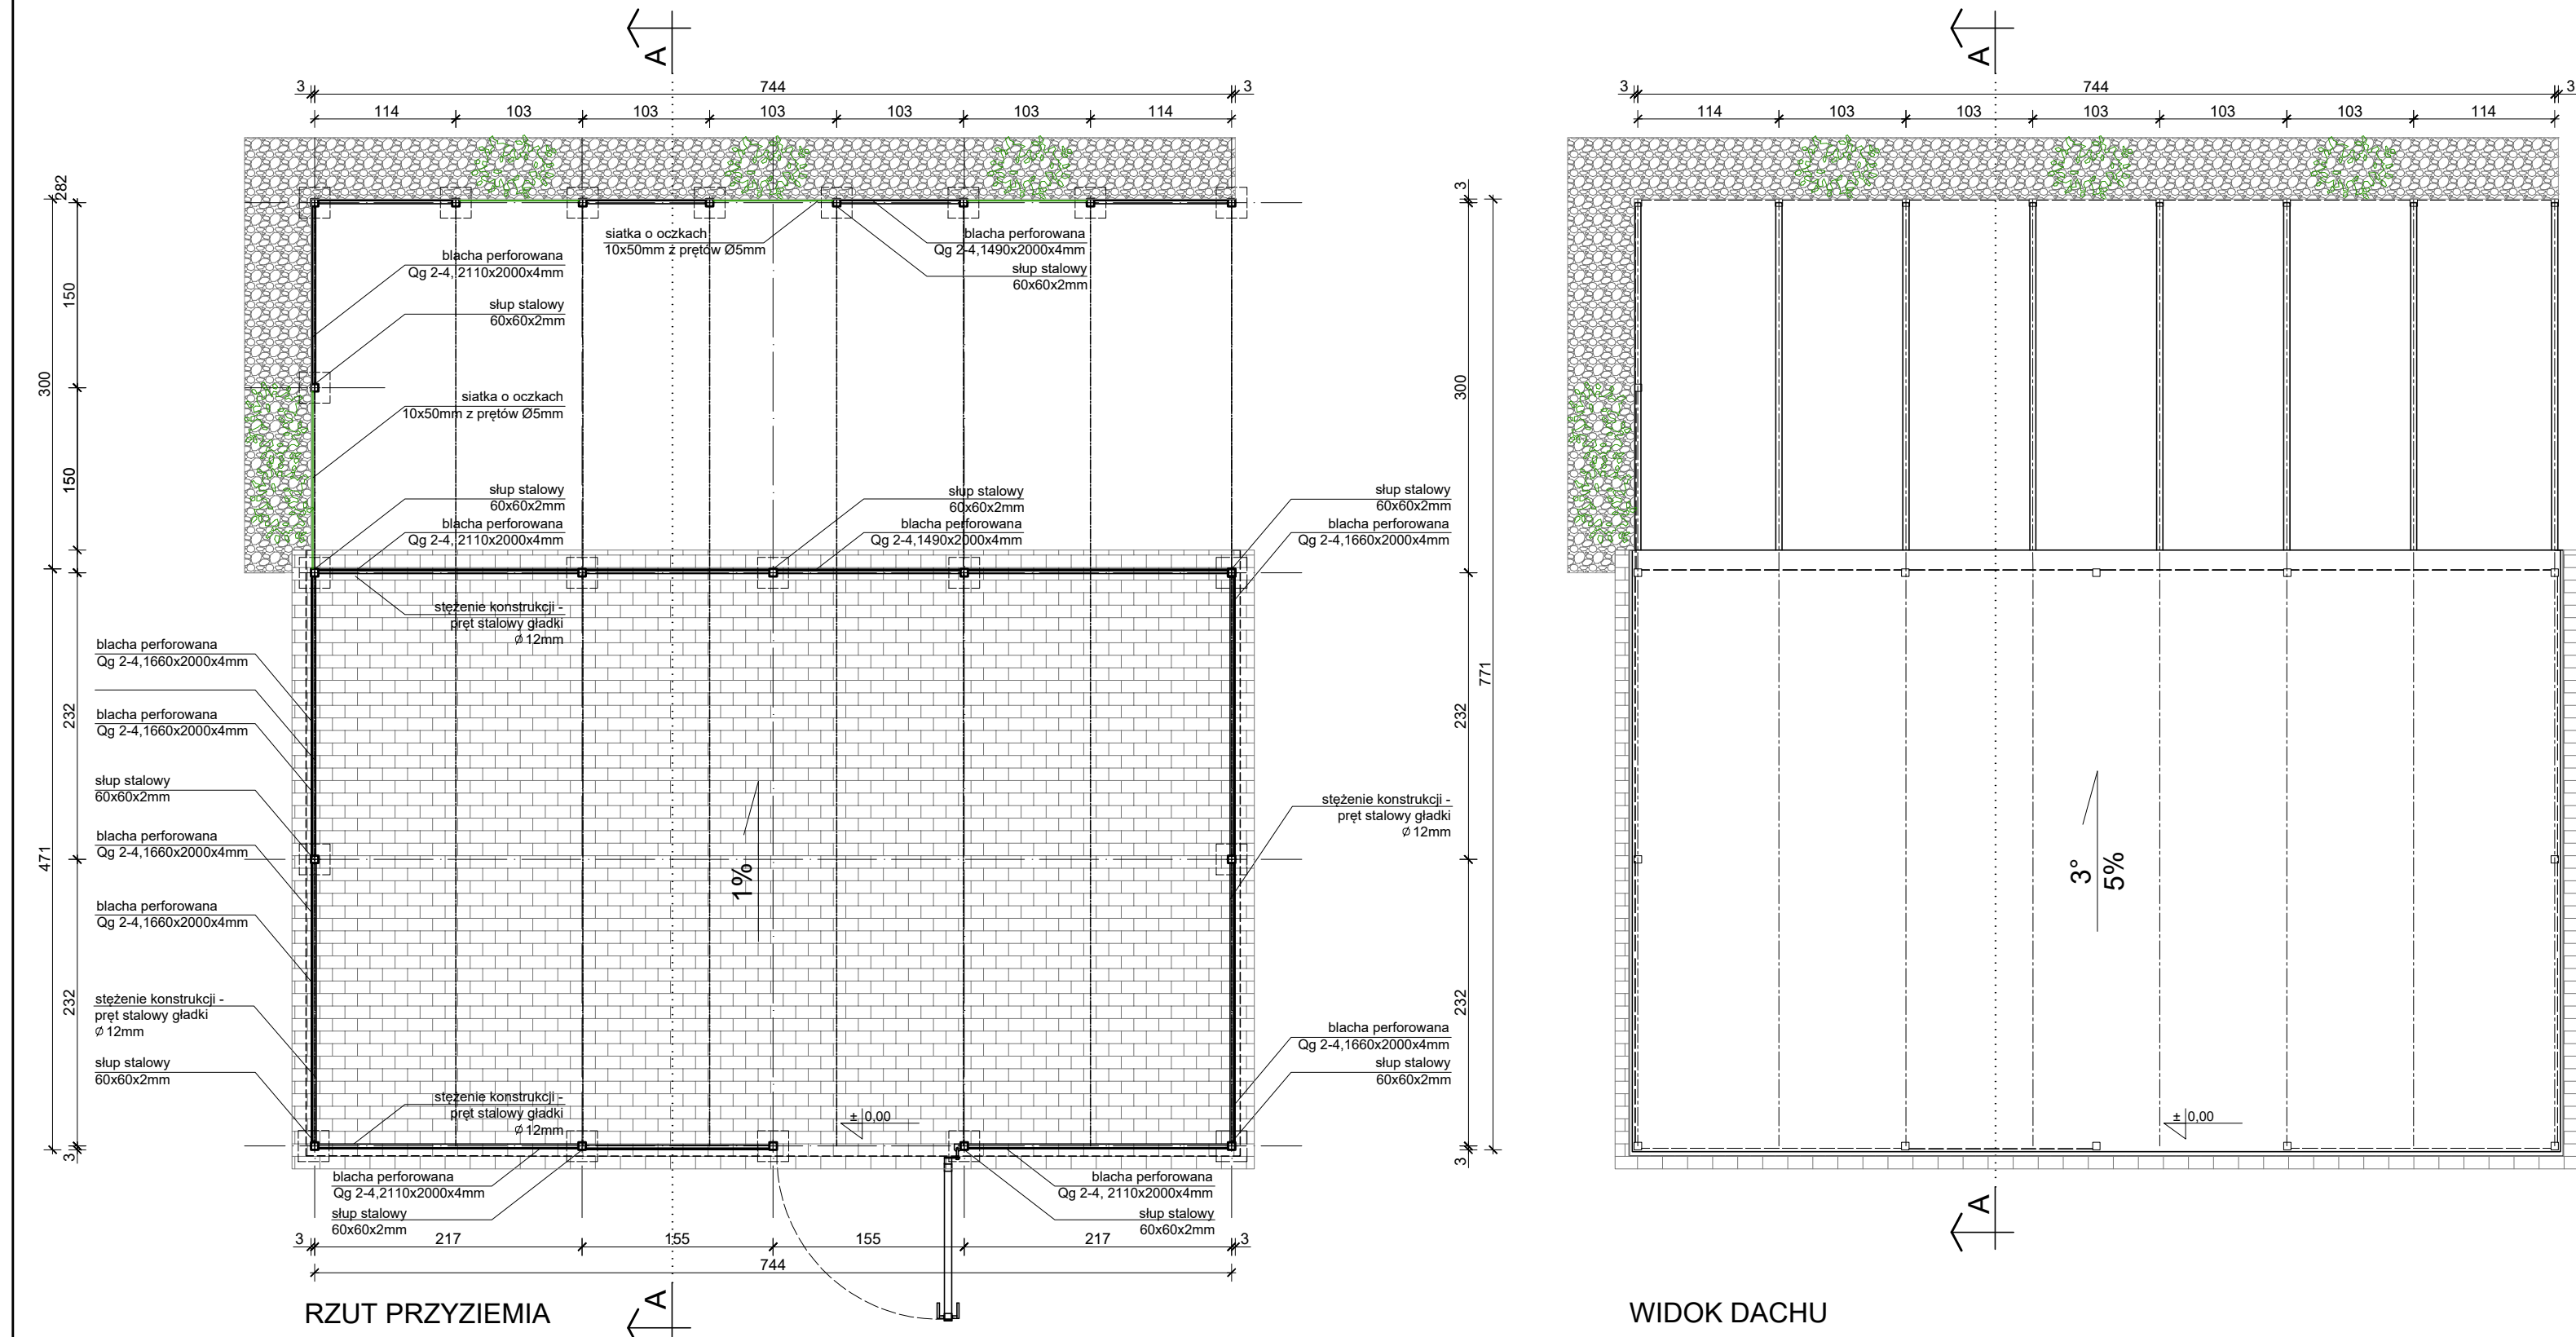 A
A
3
744
3
3
744
3
114
103
103
103
103
103
114
114
103
103
103
103
103
114
282
150
300
150
232
471
232
3
siatka o oczkach
10x50mm z prętów Ø5mm
blacha perforowana
Qg 2-4,1490x2000x4mm
słup stalowy
60x60x2mm
blacha perforowana
Qg 2-4, 2110x2000x4mm
słup stalowy
60x60x2mm
siatka o oczkach
10x50mm z prętów Ø5mm
słup stalowy
60x60x2mm
blacha perforowana
Qg 2-4, 2110x2000x4mm
słup stalowy
60x60x2mm
blacha perforowana
Qg 2-4,1490x2000x4mm
słup stalowy
60x60x2mm
blacha perforowana
Qg 2-4,1660x2000x4mm
stężenie konstrukcji -
pręt stalowy gładki
Ø 12mm
blacha perforowana
Qg 2-4,1660x2000x4mm
blacha perforowana
Qg 2-4,1660x2000x4mm
słup stalowy
60x60x2mm
blacha perforowana
Qg 2-4,1660x2000x4mm
blacha perforowana
Qg 2-4,1660x2000x4mm
stężenie konstrukcji -
pręt stalowy gładki
Ø 12mm
słup stalowy
60x60x2mm
1%
stężenie konstrukcji -
pręt stalowy gładki
Ø 12mm
stężenie konstrukcji -
pręt stalowy gładki
Ø 12mm
± 0,00
blacha perforowana
Qg 2-4,1660x2000x4mm
słup stalowy
60x60x2mm
blacha perforowana
Qg 2-4,2110x2000x4mm
słup stalowy
60x60x2mm
blacha perforowana
Qg 2-4, 2110x2000x4mm
słup stalowy
60x60x2mm
3
217
155
155
217
3
744
A
RZUT PRZYZIEMIA
3
300
771
232
232
3
3°
5%
± 0,00
A
WIDOK DACHU